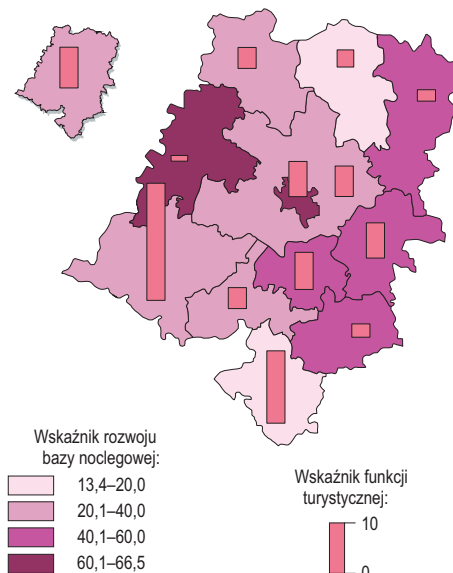 Wskaźnik rozwoju
bazy noclegowej:
13,4–20,0
20,1–40,0
40,1–60,0
60,1–66,5
Wskaźnik funkcji
turystycznej:
10
0